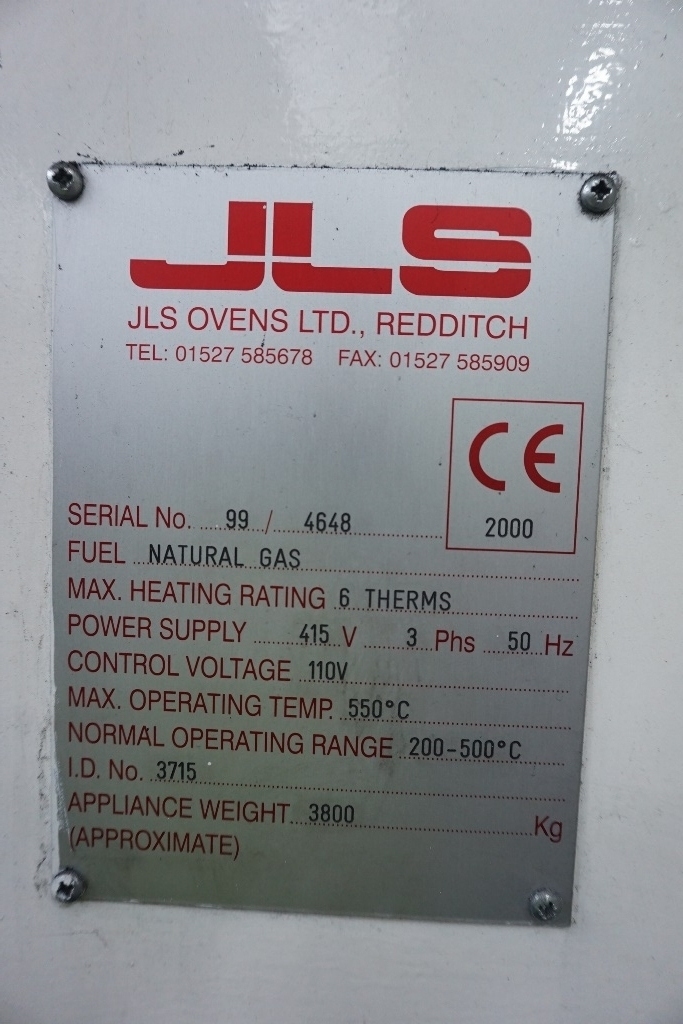 JLS
JLS OVENS LTD., REDDITCH
TEL: 01527 585678 FAX: 01527 585909
CE
2000
SERIAL No. 99 / 4648
FUEL NATURAL GAS
MAX. HEATING RATING 6 THERMS
POWER SUPPLY 415 V 3 Phs 50 Hz
CONTROL VOLTAGE 110V
MAX. OPERATING TEMP. 550°C
NORMAL OPERATING RANGE 200-500°C
I.D. No. 3715
APPLIANCE WEIGHT 3800 Kg
(APPROXIMATE)